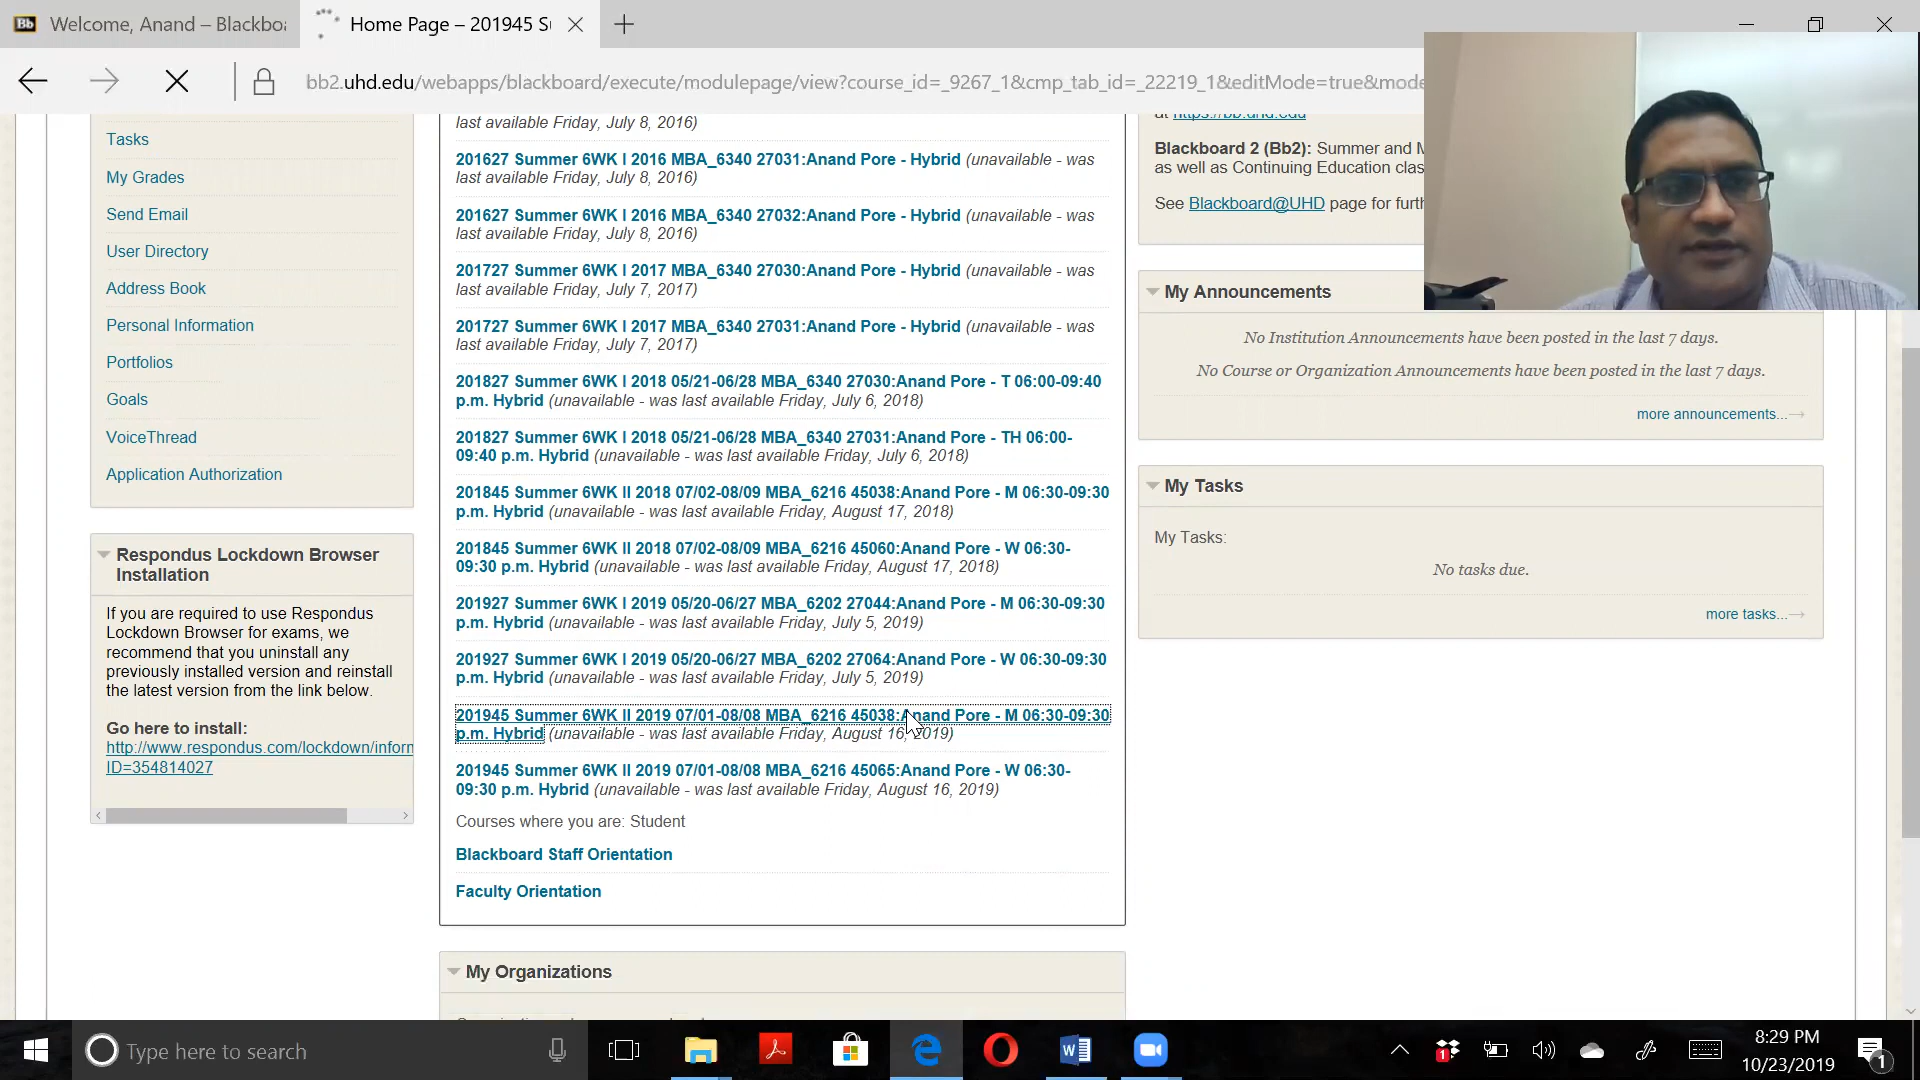 Welcome, Anand – Blackboa
Home Page – 201945 Su
bb2.uhd.edu/webapps/blackboard/execute/modulepage/view?course_id=_9267_1&cmp_tab_id=_22219_1&editMode=true&mode
Tasks
My Grades
Send Email
User Directory
Address Book
Personal Information
Portfolios
Goals
VoiceThread
Application Authorization
Respondus Lockdown Browser
Installation
If you are required to use Respondus
Lockdown Browser for exams, we
recommend that you uninstall any
previously installed version and reinstall
the latest version from the link below.
Go here to install:
http://www.respondus.com/lockdown/inforn
ID=354814027
last available Friday, July 8, 2016)
201627 Summer 6WK I 2016 MBA_6340 27031:Anand Pore - Hybrid (unavailable - was
last available Friday, July 8, 2016)
201627 Summer 6WK I 2016 MBA_6340 27032:Anand Pore - Hybrid (unavailable - was
last available Friday, July 8, 2016)
201727 Summer 6WK I 2017 MBA_6340 27030:Anand Pore - Hybrid (unavailable - was
last available Friday, July 7, 2017)
201727 Summer 6WK I 2017 MBA_6340 27031:Anand Pore - Hybrid (unavailable - was
last available Friday, July 7, 2017)
201827 Summer 6WK I 2018 05/21-06/28 MBA_6340 27030:Anand Pore - T 06:00-09:40
p.m. Hybrid (unavailable - was last available Friday, July 6, 2018)
201827 Summer 6WK I 2018 05/21-06/28 MBA_6340 27031:Anand Pore - TH 06:00-
09:40 p.m. Hybrid (unavailable - was last available Friday, July 6, 2018)
201845 Summer 6WK II 2018 07/02-08/09 MBA_6216 45038:Anand Pore - M 06:30-09:30
p.m. Hybrid (unavailable - was last available Friday, August 17, 2018)
201845 Summer 6WK II 2018 07/02-08/09 MBA_6216 45060:Anand Pore - W 06:30-
09:30 p.m. Hybrid (unavailable - was last available Friday, August 17, 2018)
201927 Summer 6WK I 2019 05/20-06/27 MBA_6202 27044:Anand Pore - M 06:30-09:30
p.m. Hybrid (unavailable - was last available Friday, July 5, 2019)
201927 Summer 6WK I 2019 05/20-06/27 MBA_6202 27064:Anand Pore - W 06:30-09:30
p.m. Hybrid (unavailable - was last available Friday, July 5, 2019)
201945 Summer 6WK II 2019 07/01-08/08 MBA_6216 45038:Anand Pore - M 06:30-09:30
p.m. Hybrid (unavailable - was last available Friday, August 16, 2019)
201945 Summer 6WK II 2019 07/01-08/08 MBA_6216 45065:Anand Pore - W 06:30-
09:30 p.m. Hybrid (unavailable - was last available Friday, August 16, 2019)
Courses where you are: Student
Blackboard Staff Orientation
Faculty Orientation
My Organizations
at https://bb.uhd.edu
Blackboard 2 (Bb2): Summer and M
as well as Continuing Education clas
See Blackboard@UHD page for furth
My Announcements
No Institution Announcements have been posted in the last 7 days.
No Course or Organization Announcements have been posted in the last 7 days.
more announcements...
My Tasks
My Tasks:
No tasks due.
more tasks...
Type here to search
8:29 PM
10/23/2019